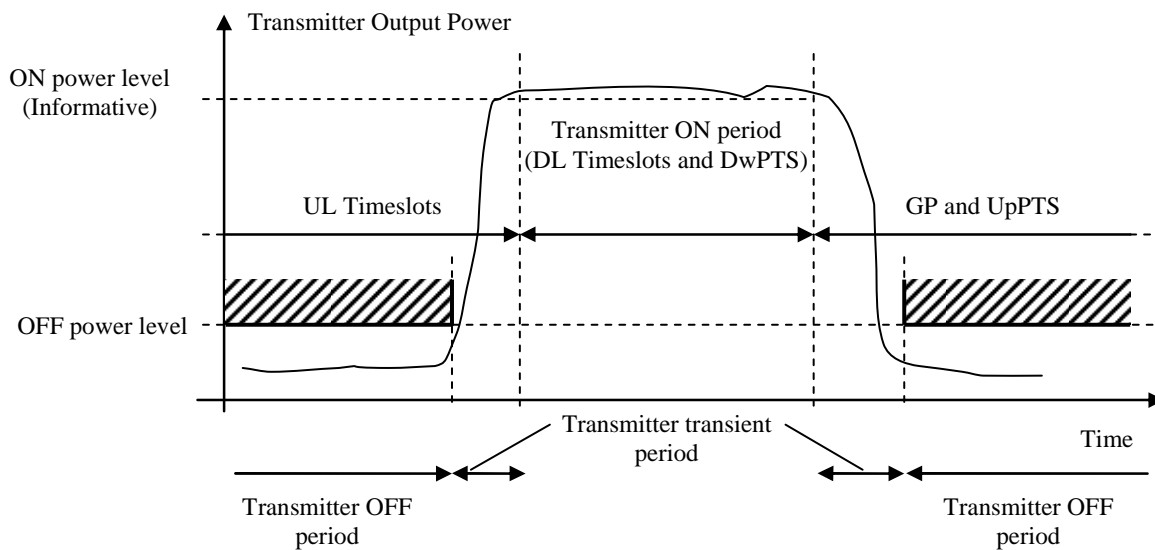 Transmitter Output Power
ON power level
(Informative)
Transmitter ON period
(DL Timeslots and DwPTS)
UL Timeslots
GP and UpPTS
OFF power level
Transmitter transient
period
Time
Transmitter OFF
period
Transmitter OFF
period